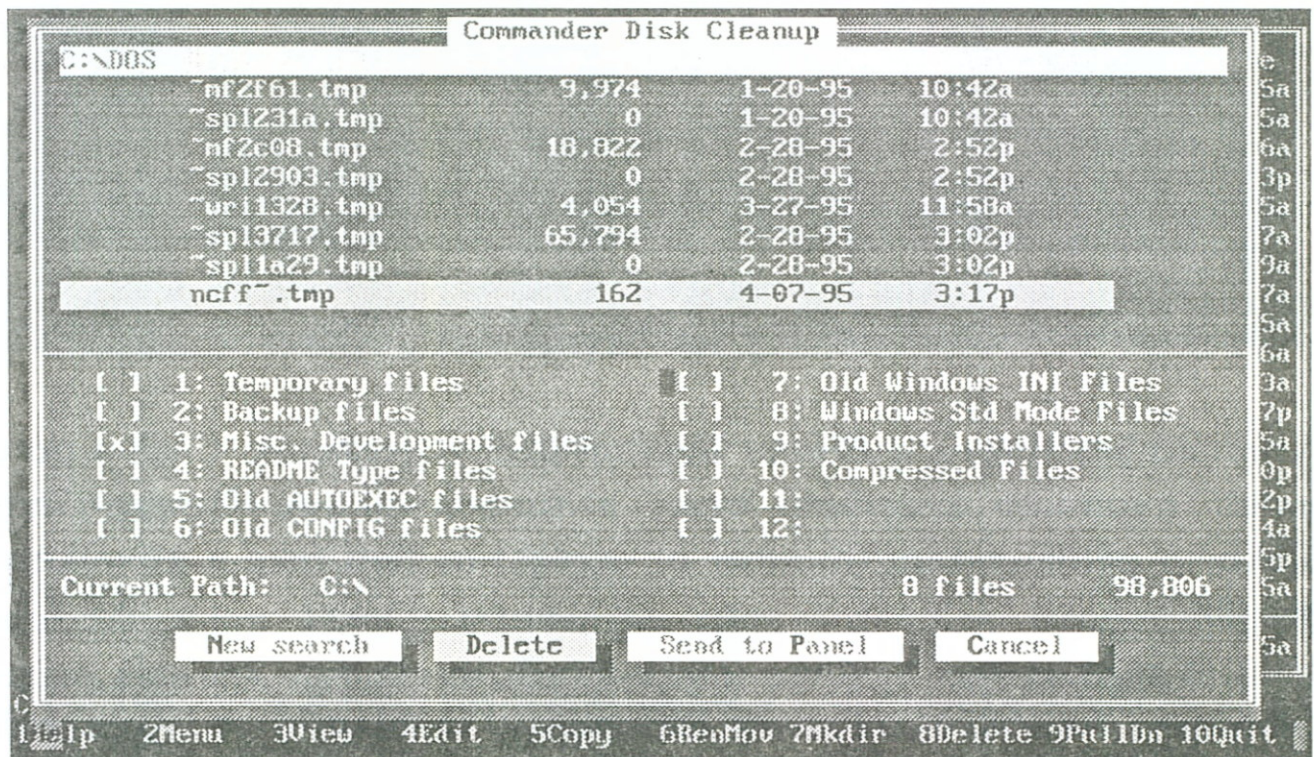 Commander Disk Cleanup
C:\DOS
~mf2f61.tmp 9,974 1-20-95 10:42a
~spl231a.tmp 0 1-20-95 10:42a
~mf2c08.tmp 18,822 2-28-95 2:52p
~spl2903.tmp 0 2-28-95 2:52p
~wri1328.tmp 4,054 3-27-95 11:58a
~spl3717.tmp 65,794 2-28-95 3:02p
~spl1a29.tmp 0 2-28-95 3:02p
ncff~.tmp 162 4-07-95 3:17p
[ ] 1: Temporary files [ ] 7: Old Windows INI Files
[ ] 2: Backup files [ ] 8: Windows Std Mode Files
[x] 3: Misc. Development files [ ] 9: Product Installers
[ ] 4: README Type files [ ] 10: Compressed Files
[ ] 5: Old AUTOEXEC files [ ] 11:
[ ] 6: Old CONFIG files [ ] 12:
Current Path: C:\ 8 files 98,806
New search Delete Send to Panel Cancel
1Help 2Menu 3View 4Edit 5Copy 6RenMov 7Mkdir 8Delete 9PullDn 10Quit